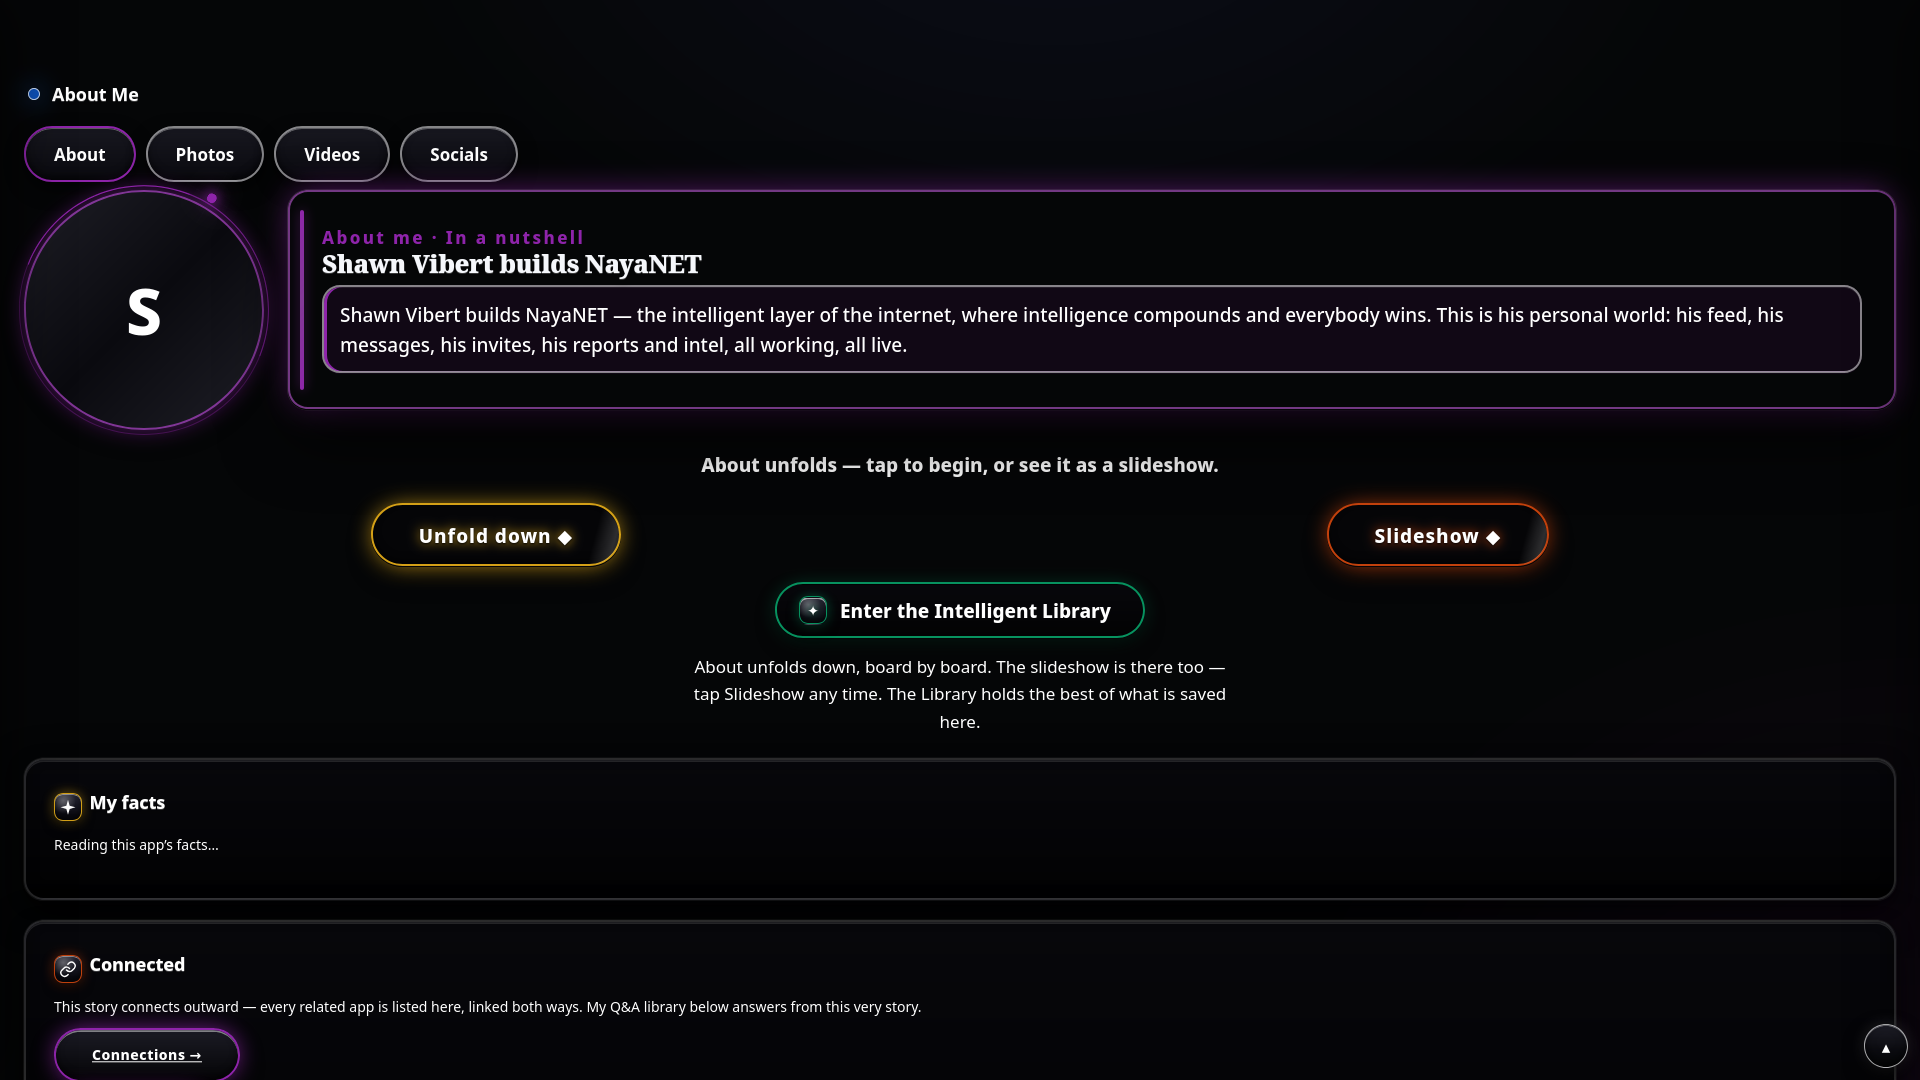 About Me
About
Photos
Videos
Socials
S
About me · In a nutshell
Shawn Vibert builds NayaNET
Shawn Vibert builds NayaNET — the intelligent layer of the internet, where intelligence compounds and everybody wins. This is his personal world: his feed, his
messages, his invites, his reports and intel, all working, all live.
About unfolds — tap to begin, or see it as a slideshow.
Unfold down ◆
Slideshow ◆
Enter the Intelligent Library
About unfolds down, board by board. The slideshow is there too —
tap Slideshow any time. The Library holds the best of what is saved
here.
My facts
Reading this app’s facts…
Connected
This story connects outward — every related app is listed here, linked both ways. My Q&A library below answers from this very story.
Connections →
▲